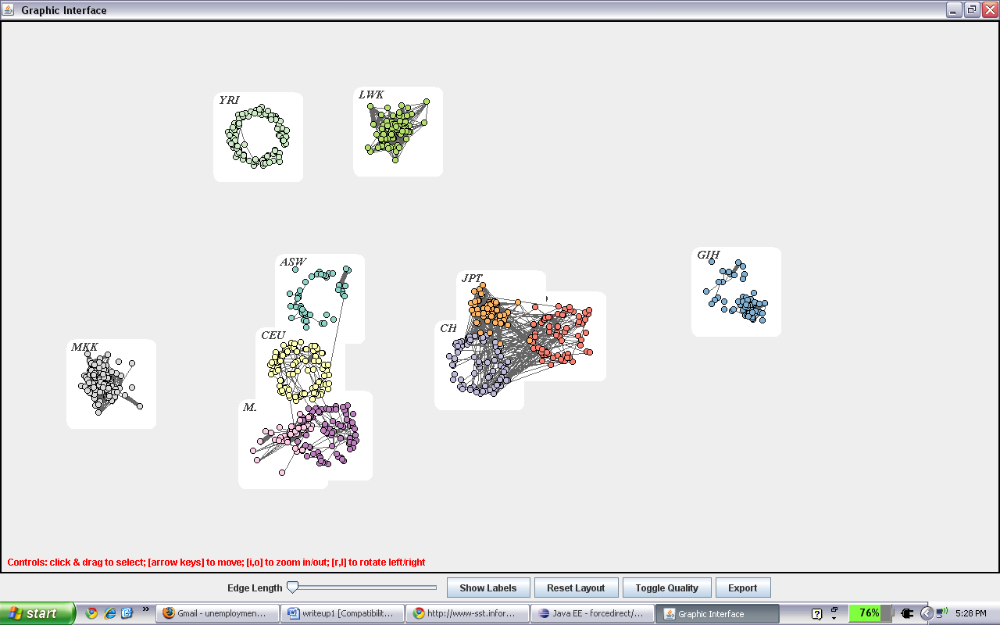 Graphic Interface
YRI
LWK
ASW
GIH
JPT
CH
CEU
MKK
M.
Controls: click & drag to select; [arrow keys] to move; [i,o] to zoom in/out; [r,l] to rotate left/right
Edge Length
Show Labels
Reset Layout
Toggle Quality
Export
start
Gmail - unemploymen...
writeup1 [Compatibilit...
http://www-sst.infor...
Java EE - forcedirect/...
Graphic Interface
76%
5:28 PM